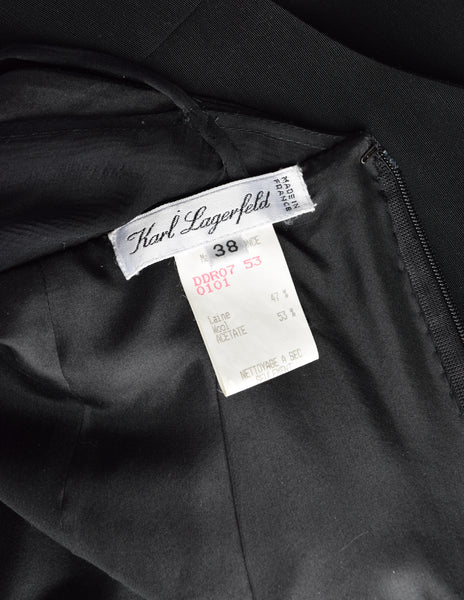 Karl Lagerfeld
MADE IN
FRANCE
38
DDR07 53
0101
Laine 47 %
Wool
ACETATE 53 %
NETTOYAGE A SEC